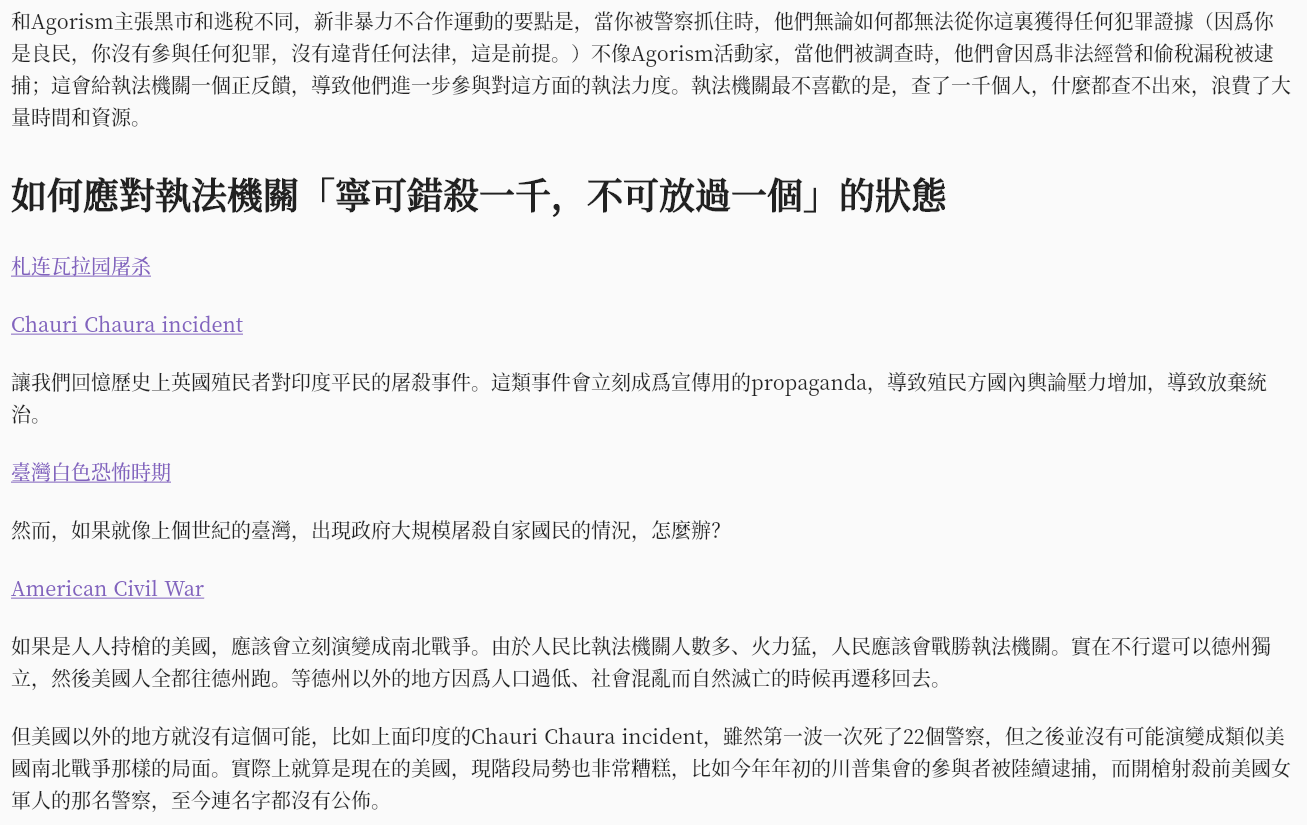 和Agorism主張黑市和逃稅不同，新非暴力不合作運動的要點是，當你被警察抓住時，他們無論如何都無法從你這裏獲得任何犯罪證據（因爲你
是良民，你沒有參與任何犯罪，沒有違背任何法律，這是前提。）不像Agorism活動家，當他們被調查時，他們會因爲非法經營和偷稅漏稅被逮
捕；這會給執法機關一個正反饋，導致他們進一步參與對這方面的執法力度。執法機關最不喜歡的是，查了一千個人，什麼都查不出來，浪費了大
量時間和資源。
如何應對執法機關「寧可錯殺一千，不可放過一個」的狀態
札连瓦拉园屠杀
Chauri Chaura incident
讓我們回憶歷史上英國殖民者對印度平民的屠殺事件。這類事件會立刻成爲宣傳用的propaganda，導致殖民方國內輿論壓力增加，導致放棄統
治。
臺灣白色恐怖時期
然而，如果就像上個世紀的臺灣，出現政府大規模屠殺自家國民的情況，怎麼辦？
American Civil War
如果是人人持槍的美國，應該會立刻演變成南北戰爭。由於人民比執法機關人數多、火力猛，人民應該會戰勝執法機關。實在不行還可以德州獨
立，然後美國人全都往德州跑。等德州以外的地方因爲人口過低、社會混亂而自然滅亡的時候再遷移回去。
但美國以外的地方就沒有這個可能，比如上面印度的Chauri Chaura incident，雖然第一波一次死了22個警察，但之後並沒有可能演變成類似美
國南北戰爭那樣的局面。實際上就算是現在的美國，現階段局勢也非常糟糕，比如今年年初的川普集會的參與者被陸續逮捕，而開槍射殺前美國女
軍人的那名警察，至今連名字都沒有公佈。